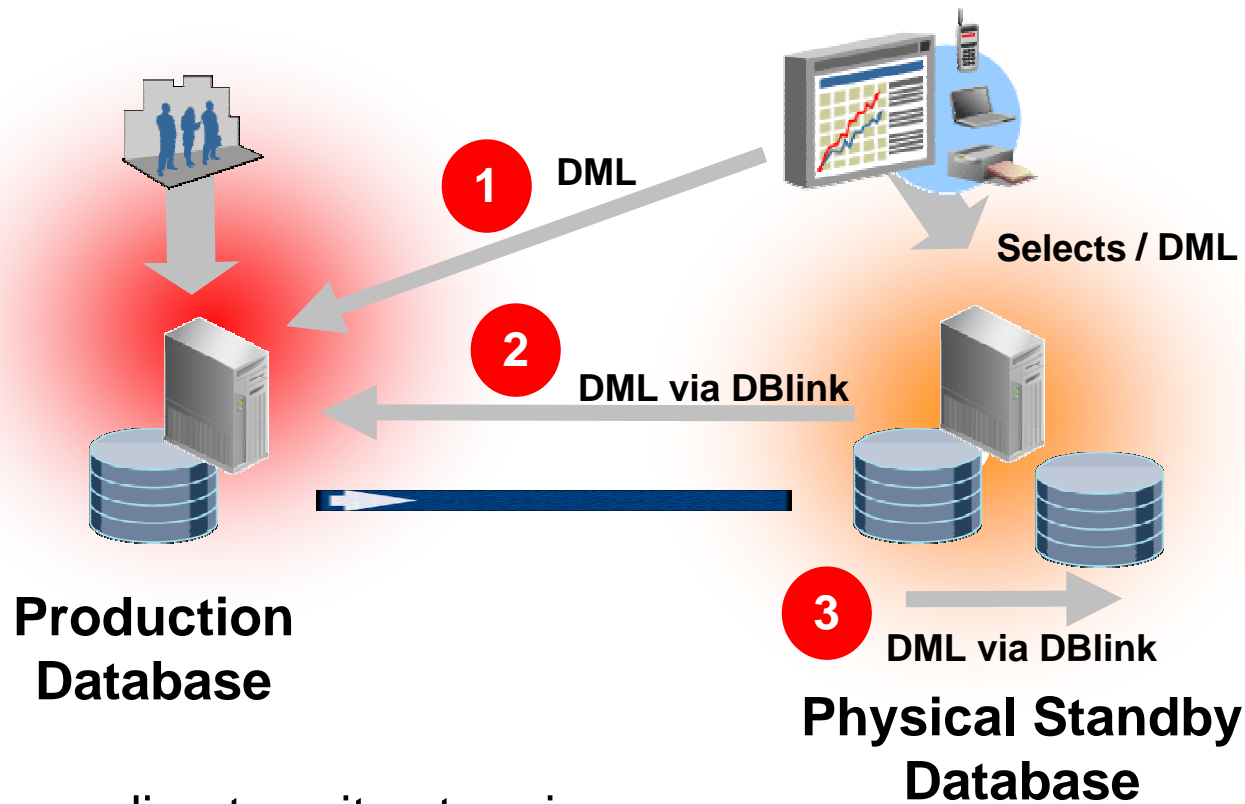 1
DML
Selects / DML
2
DML via DBlink
3
DML via DBlink
Production
Database
Physical Standby
Database